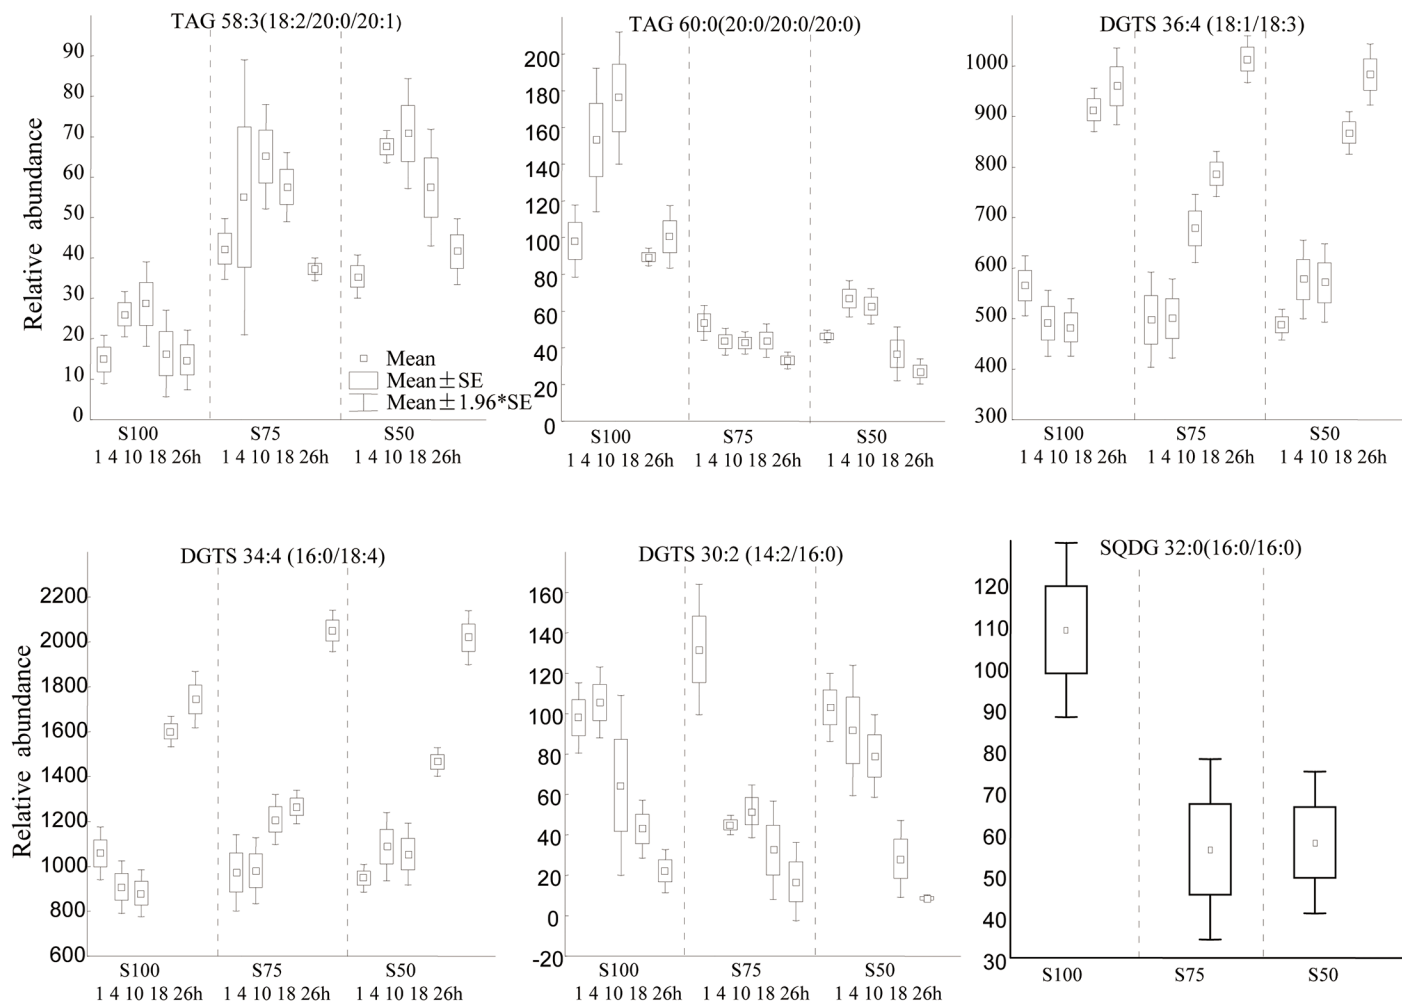 TAG 58:3(18:2/20:0/20:1)
Relative abundance
90
80
70
60
50
40
30
20
10
0
Mean
Mean±SE
Mean±1.96*SE
S100 S75 S50
1 4 10 18 26h 1 4 10 18 26h 1 4 10 18 26h
TAG 60:0(20:0/20:0/20:0)
200
180
160
140
120
100
80
60
40
20
0
S100 S75 S50
1 4 10 18 26h 1 4 10 18 26h 1 4 10 18 26h
DGTS 36:4 (18:1/18:3)
1000
900
800
700
600
500
400
300
S100 S75 S50
1 4 10 18 26h 1 4 10 18 26h 1 4 10 18 26h
DGTS 34:4 (16:0/18:4)
Relative abundance
2200
2000
1800
1600
1400
1200
1000
800
600
S100 S75 S50
1 4 10 18 26h 1 4 10 18 26h 1 4 10 18 26h
DGTS 30:2 (14:2/16:0)
160
140
120
100
80
60
40
20
0
-20
S100 S75 S50
1 4 10 18 26h 1 4 10 18 26h 1 4 10 18 26h
SQDG 32:0(16:0/16:0)
120
110
100
90
80
70
60
50
40
30
S100 S75 S50